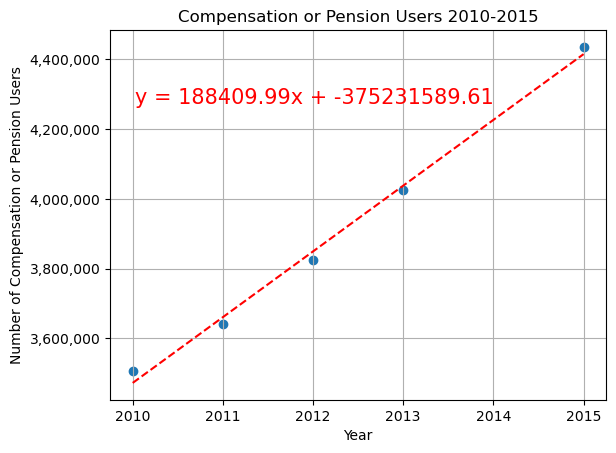 Compensation or Pension Users 2010-2015
Number of Compensation or Pension Users
4,400,000
4,200,000
4,000,000
3,800,000
3,600,000
y = 188409.99x + -375231589.61
2010 2011 2012 2013 2014 2015
Year